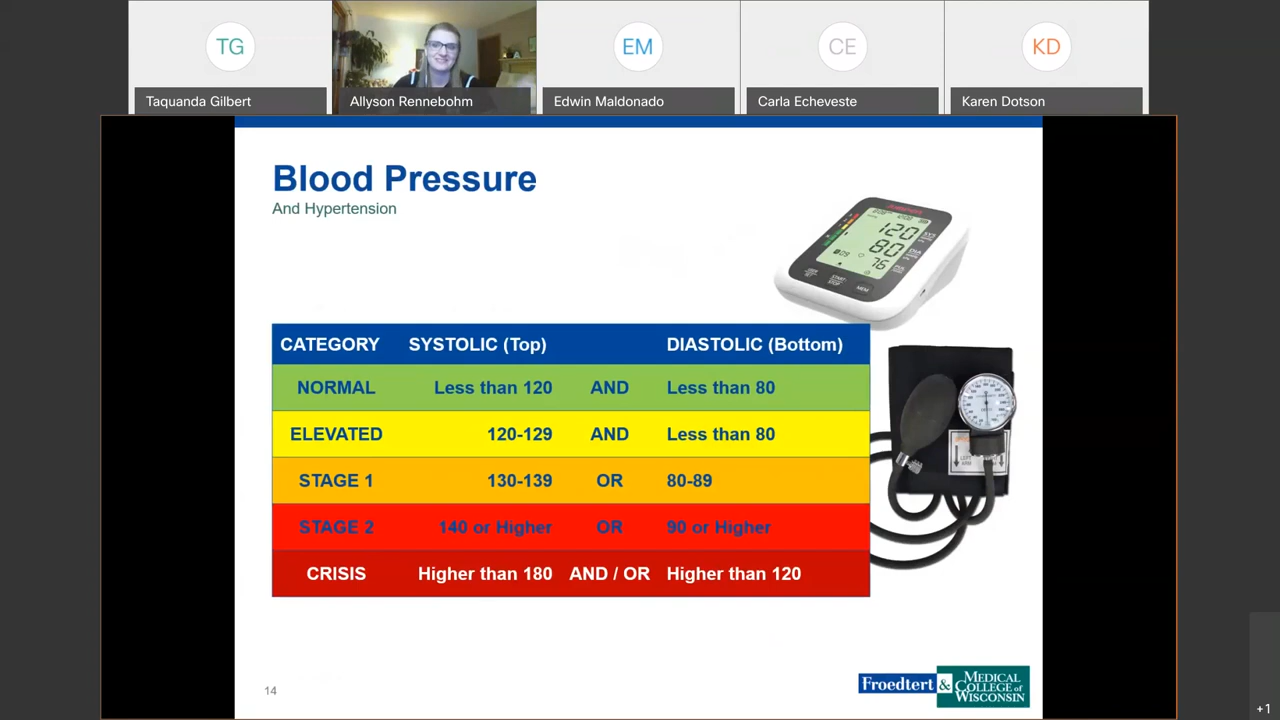 TG
EM
CE
KD
Taquanda Gilbert
Allyson Rennebohm
Edwin Maldonado
Carla Echeveste
Karen Dotson
Blood Pressure
And Hypertension
120
80
76
CATEGORY SYSTOLIC (Top) DIASTOLIC (Bottom)
NORMAL Less than 120 AND Less than 80
ELEVATED 120-129 AND Less than 80
STAGE 1 130-139 OR 80-89
STAGE 2 140 or Higher OR 90 or Higher
CRISIS Higher than 180 AND / OR Higher than 120
14
Froedtert & MEDICAL
COLLEGE of
WISCONSIN
+1